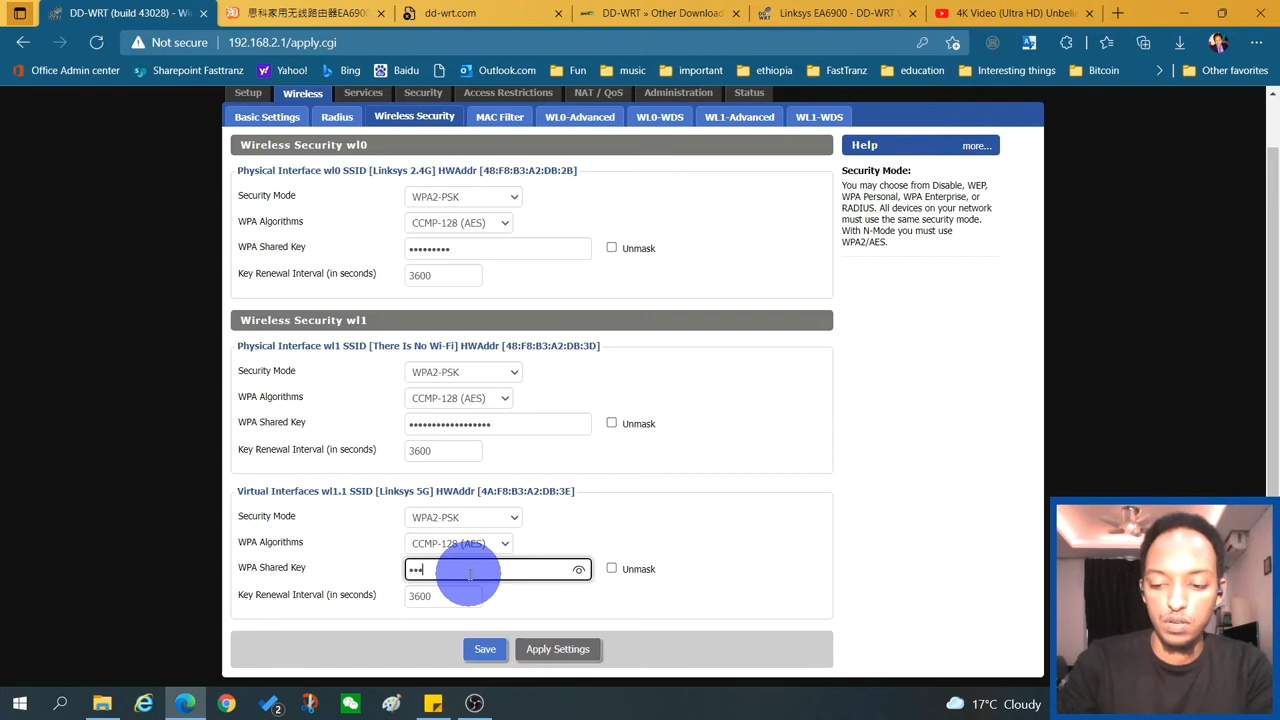 DD-WRT (build 43028) - Wi
思科家用无线路由器EA6900
dd-wrt.com
DD-WRT » Other Download
Linksys EA6900 - DD-WRT W
4K Video (Ultra HD) Unbelie
Not secure
192.168.2.1/apply.cgi
Office Admin center
Sharepoint Fasttranz
Yahoo!
Bing
Baidu
Outlook.com
Fun
music
important
ethiopia
FastTranz
education
Interesting things
Bitcoin
Other favorites
Setup
Wireless
Services
Security
Access Restrictions
NAT / QoS
Administration
Status
Basic Settings
Radius
Wireless Security
MAC Filter
WL0-Advanced
WL0-WDS
WL1-Advanced
WL1-WDS
Wireless Security wl0
Physical Interface wl0 SSID [Linksys 2.4G] HWAddr [48:F8:B3:A2:DB:2B]
Security Mode
WPA2-PSK
WPA Algorithms
CCMP-128 (AES)
WPA Shared Key
•••••••••
Unmask
Key Renewal Interval (in seconds)
3600
Wireless Security wl1
Physical Interface wl1 SSID [There Is No Wi-Fi] HWAddr [48:F8:B3:A2:DB:3D]
Security Mode
WPA2-PSK
WPA Algorithms
CCMP-128 (AES)
WPA Shared Key
••••••••••••••••••
Unmask
Key Renewal Interval (in seconds)
3600
Virtual Interfaces wl1.1 SSID [Linksys 5G] HWAddr [4A:F8:B3:A2:DB:3E]
Security Mode
WPA2-PSK
WPA Algorithms
CCMP-128 (AES)
WPA Shared Key
•••
Unmask
Key Renewal Interval (in seconds)
3600
Save
Apply Settings
Help
more...
Security Mode:
You may choose from Disable, WEP,
WPA Personal, WPA Enterprise, or
RADIUS. All devices on your network
must use the same security mode.
With N-Mode you must use
WPA2/AES.
2
17°C Cloudy